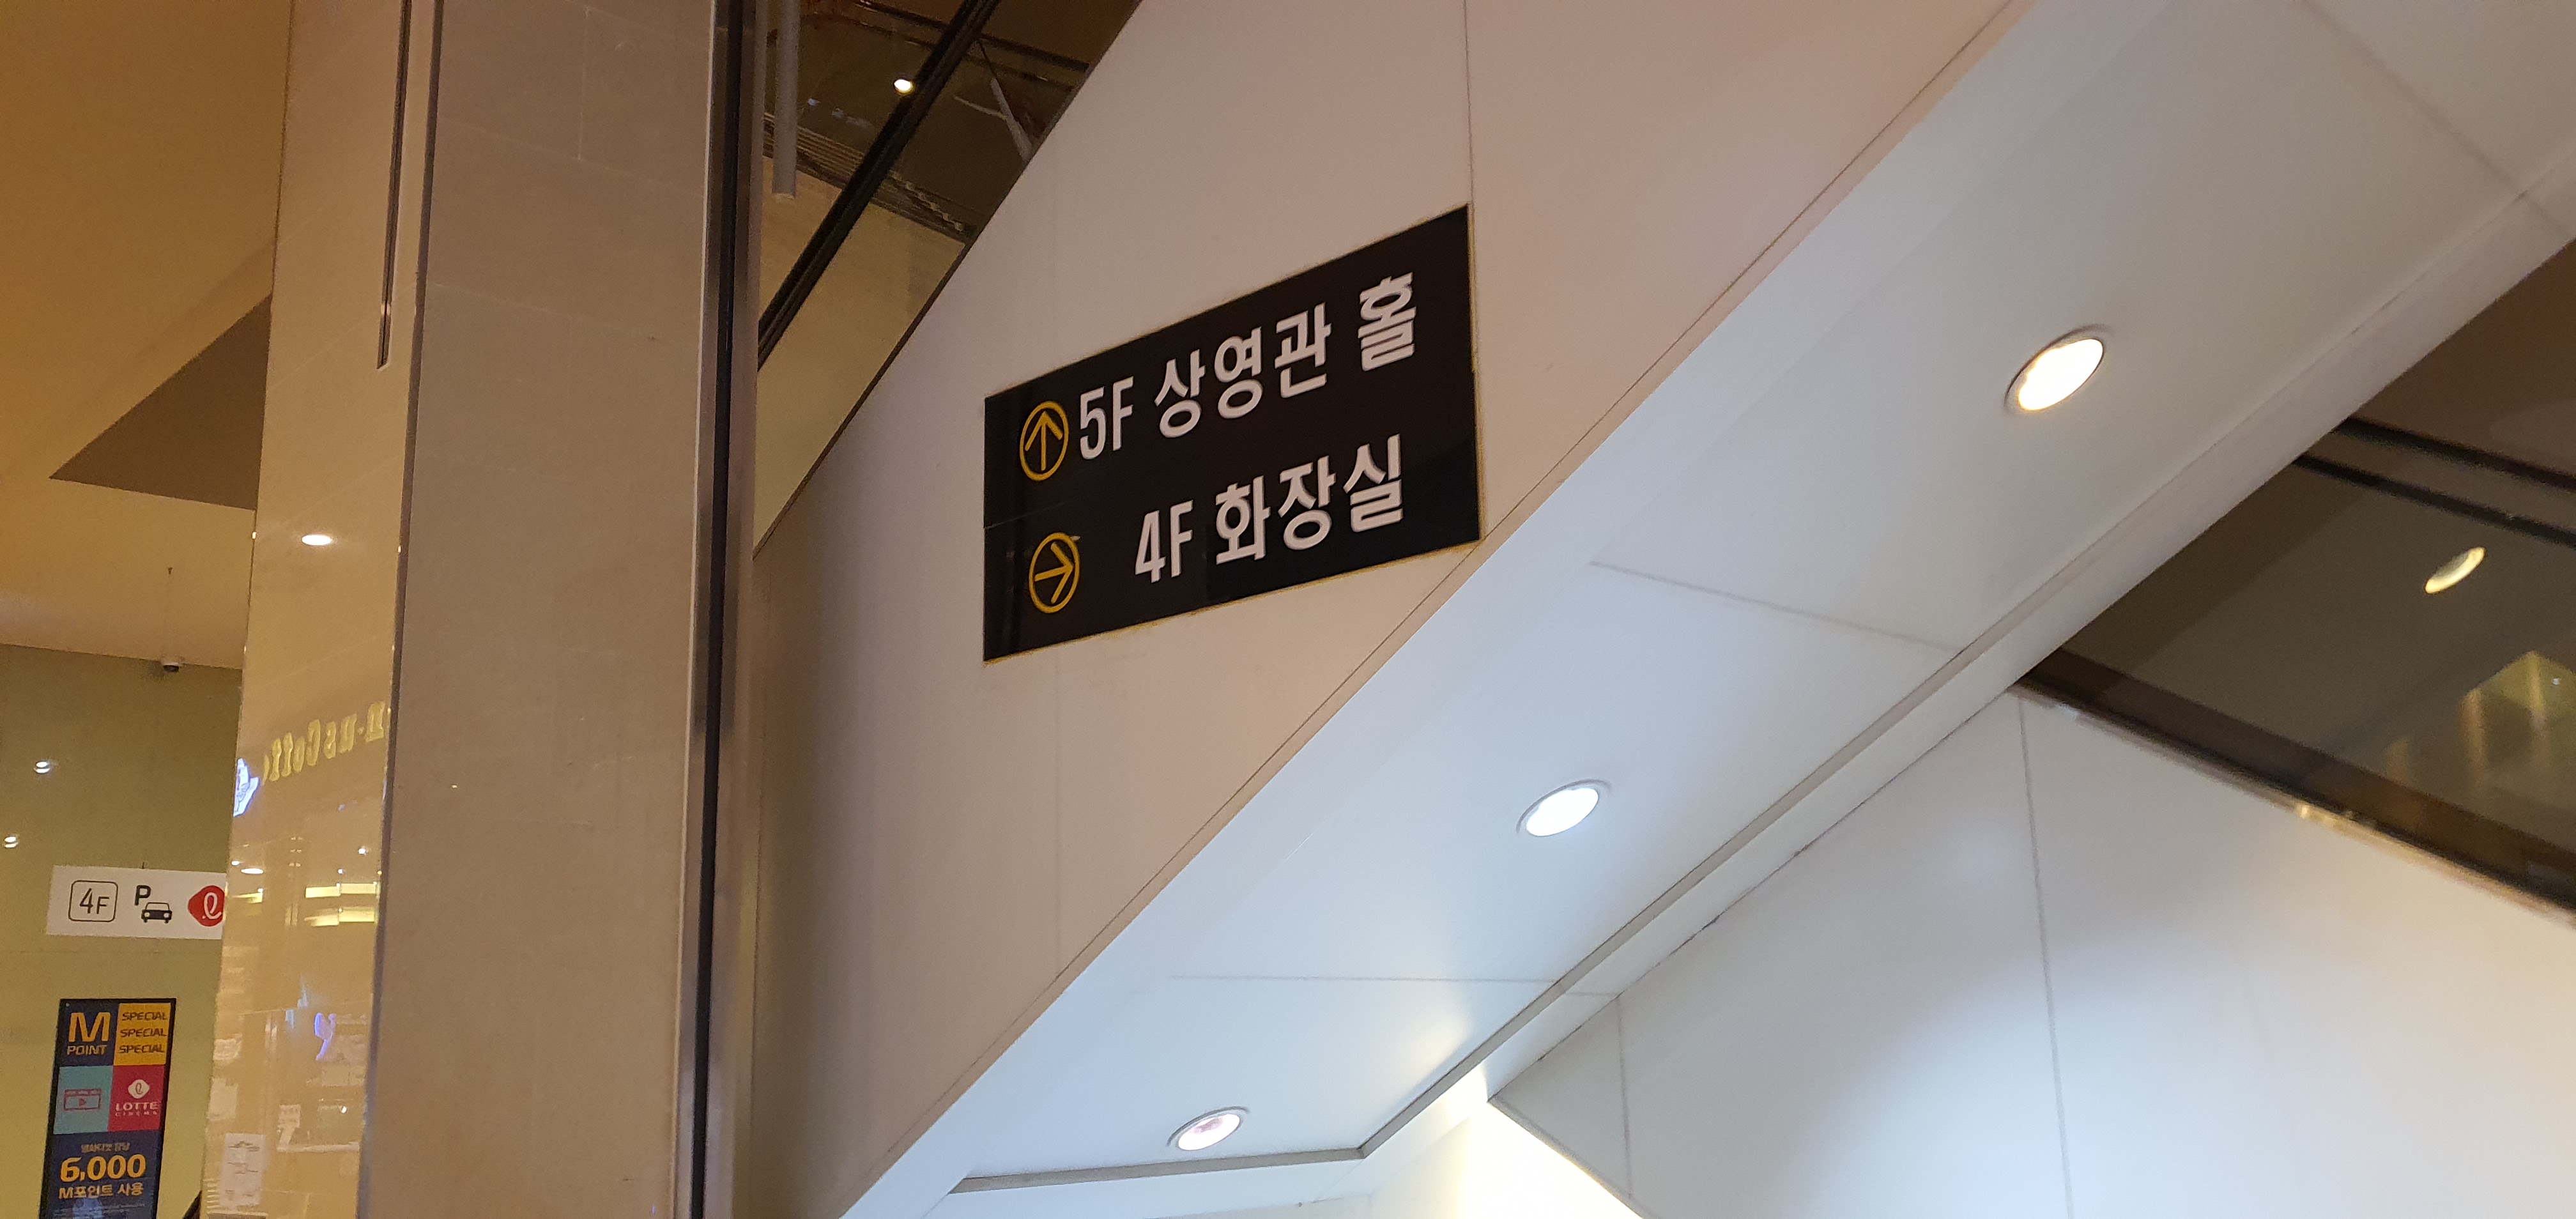 5F 상영관 홀
4F 화장실
4F P
M
POINT
SPECIAL
SPECIAL
SPECIAL
LOTTE
CINEMA
6,000
M포인트 사용